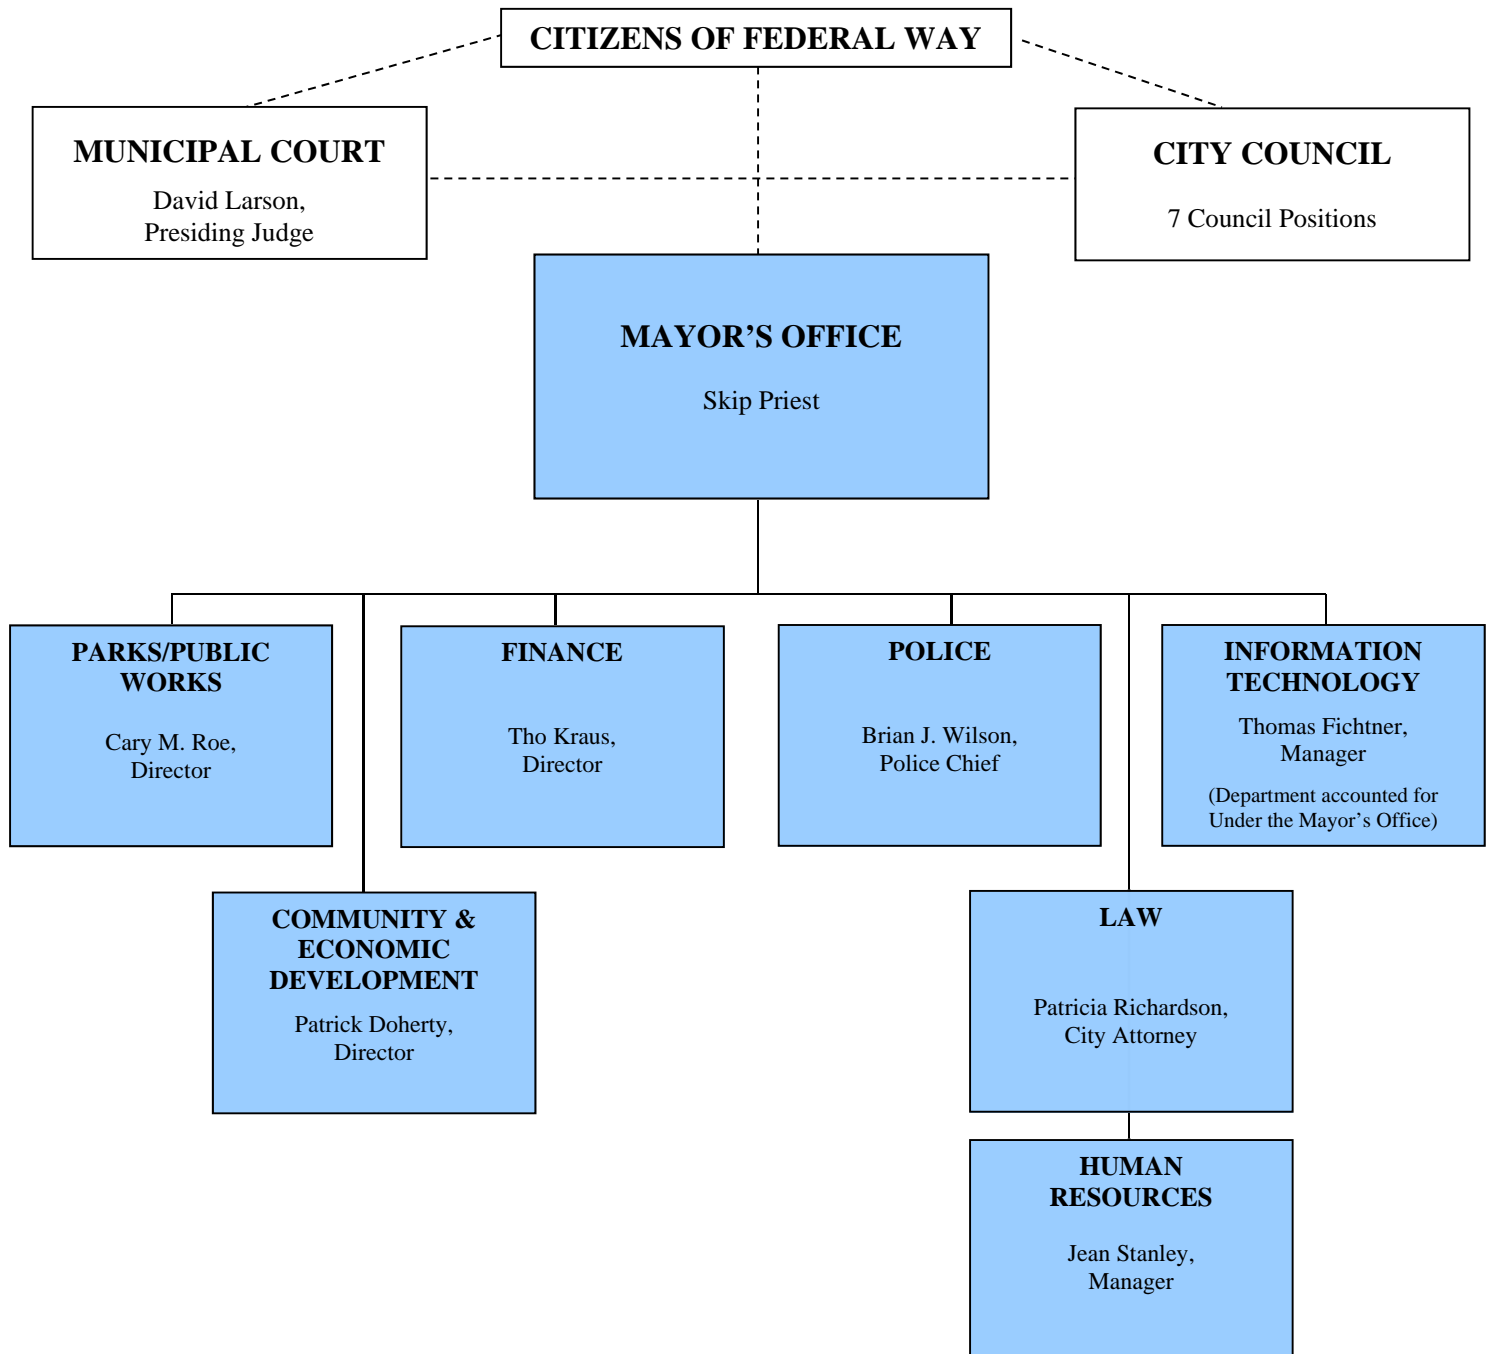 CITIZENS OF FEDERAL WAY
MUNICIPAL COURT
David Larson,
Presiding Judge
CITY COUNCIL
7 Council Positions
MAYOR’S OFFICE
Skip Priest
PARKS/PUBLIC
WORKS
Cary M. Roe,
Director
FINANCE
Tho Kraus,
Director
POLICE
Brian J. Wilson,
Police Chief
INFORMATION
TECHNOLOGY
Thomas Fichtner,
Manager
(Department accounted for
Under the Mayor’s Office)
COMMUNITY &
ECONOMIC
DEVELOPMENT
Patrick Doherty,
Director
LAW
Patricia Richardson,
City Attorney
HUMAN
RESOURCES
Jean Stanley,
Manager